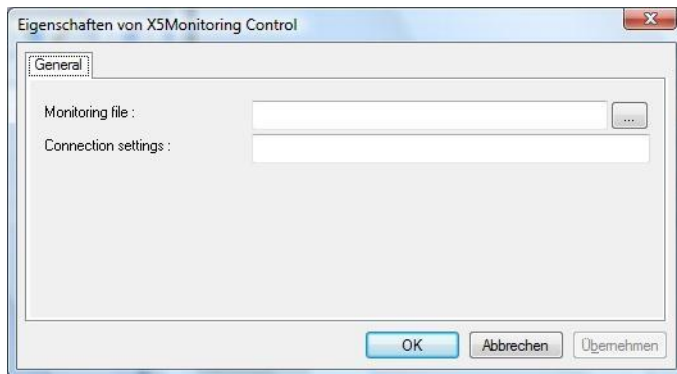 Eigenschaften von X5Monitoring Control
General
Monitoring file :
...
Connection settings :
OK Abbrechen Übernehmen